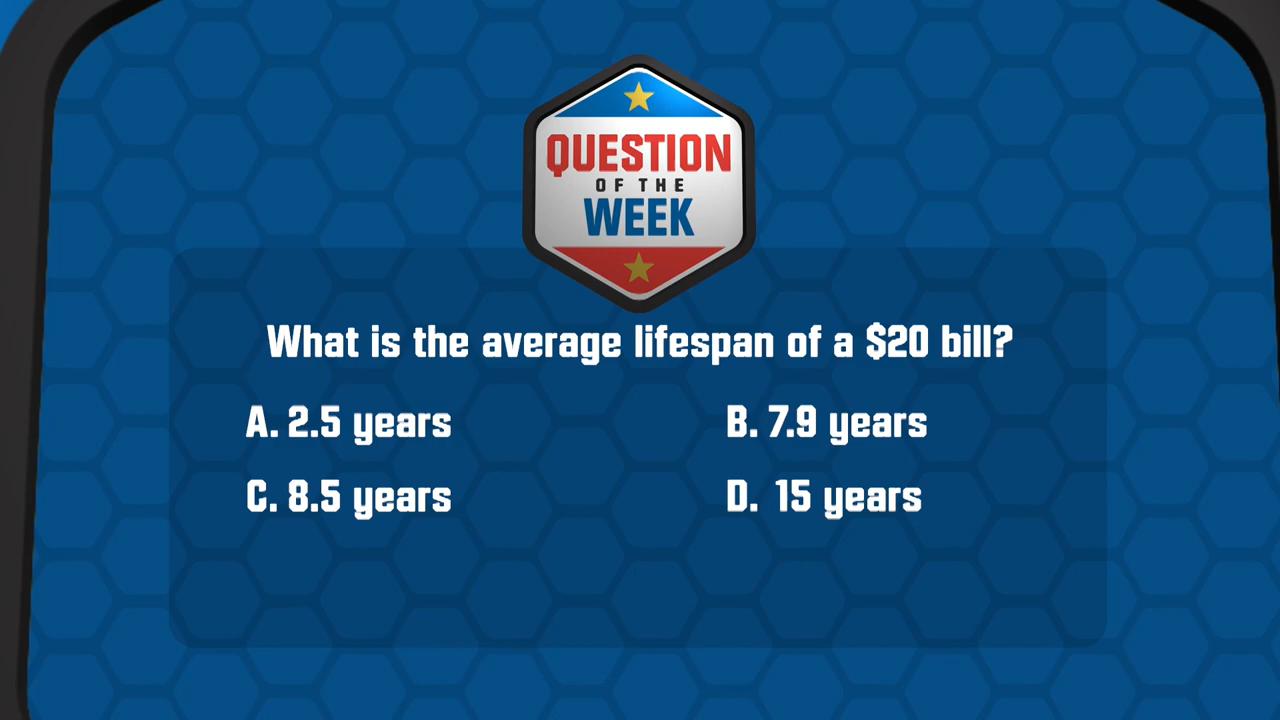 QUESTION
OF THE
WEEK
What is the average lifespan of a $20 bill?
A. 2.5 years
B. 7.9 years
C. 8.5 years
D. 15 years